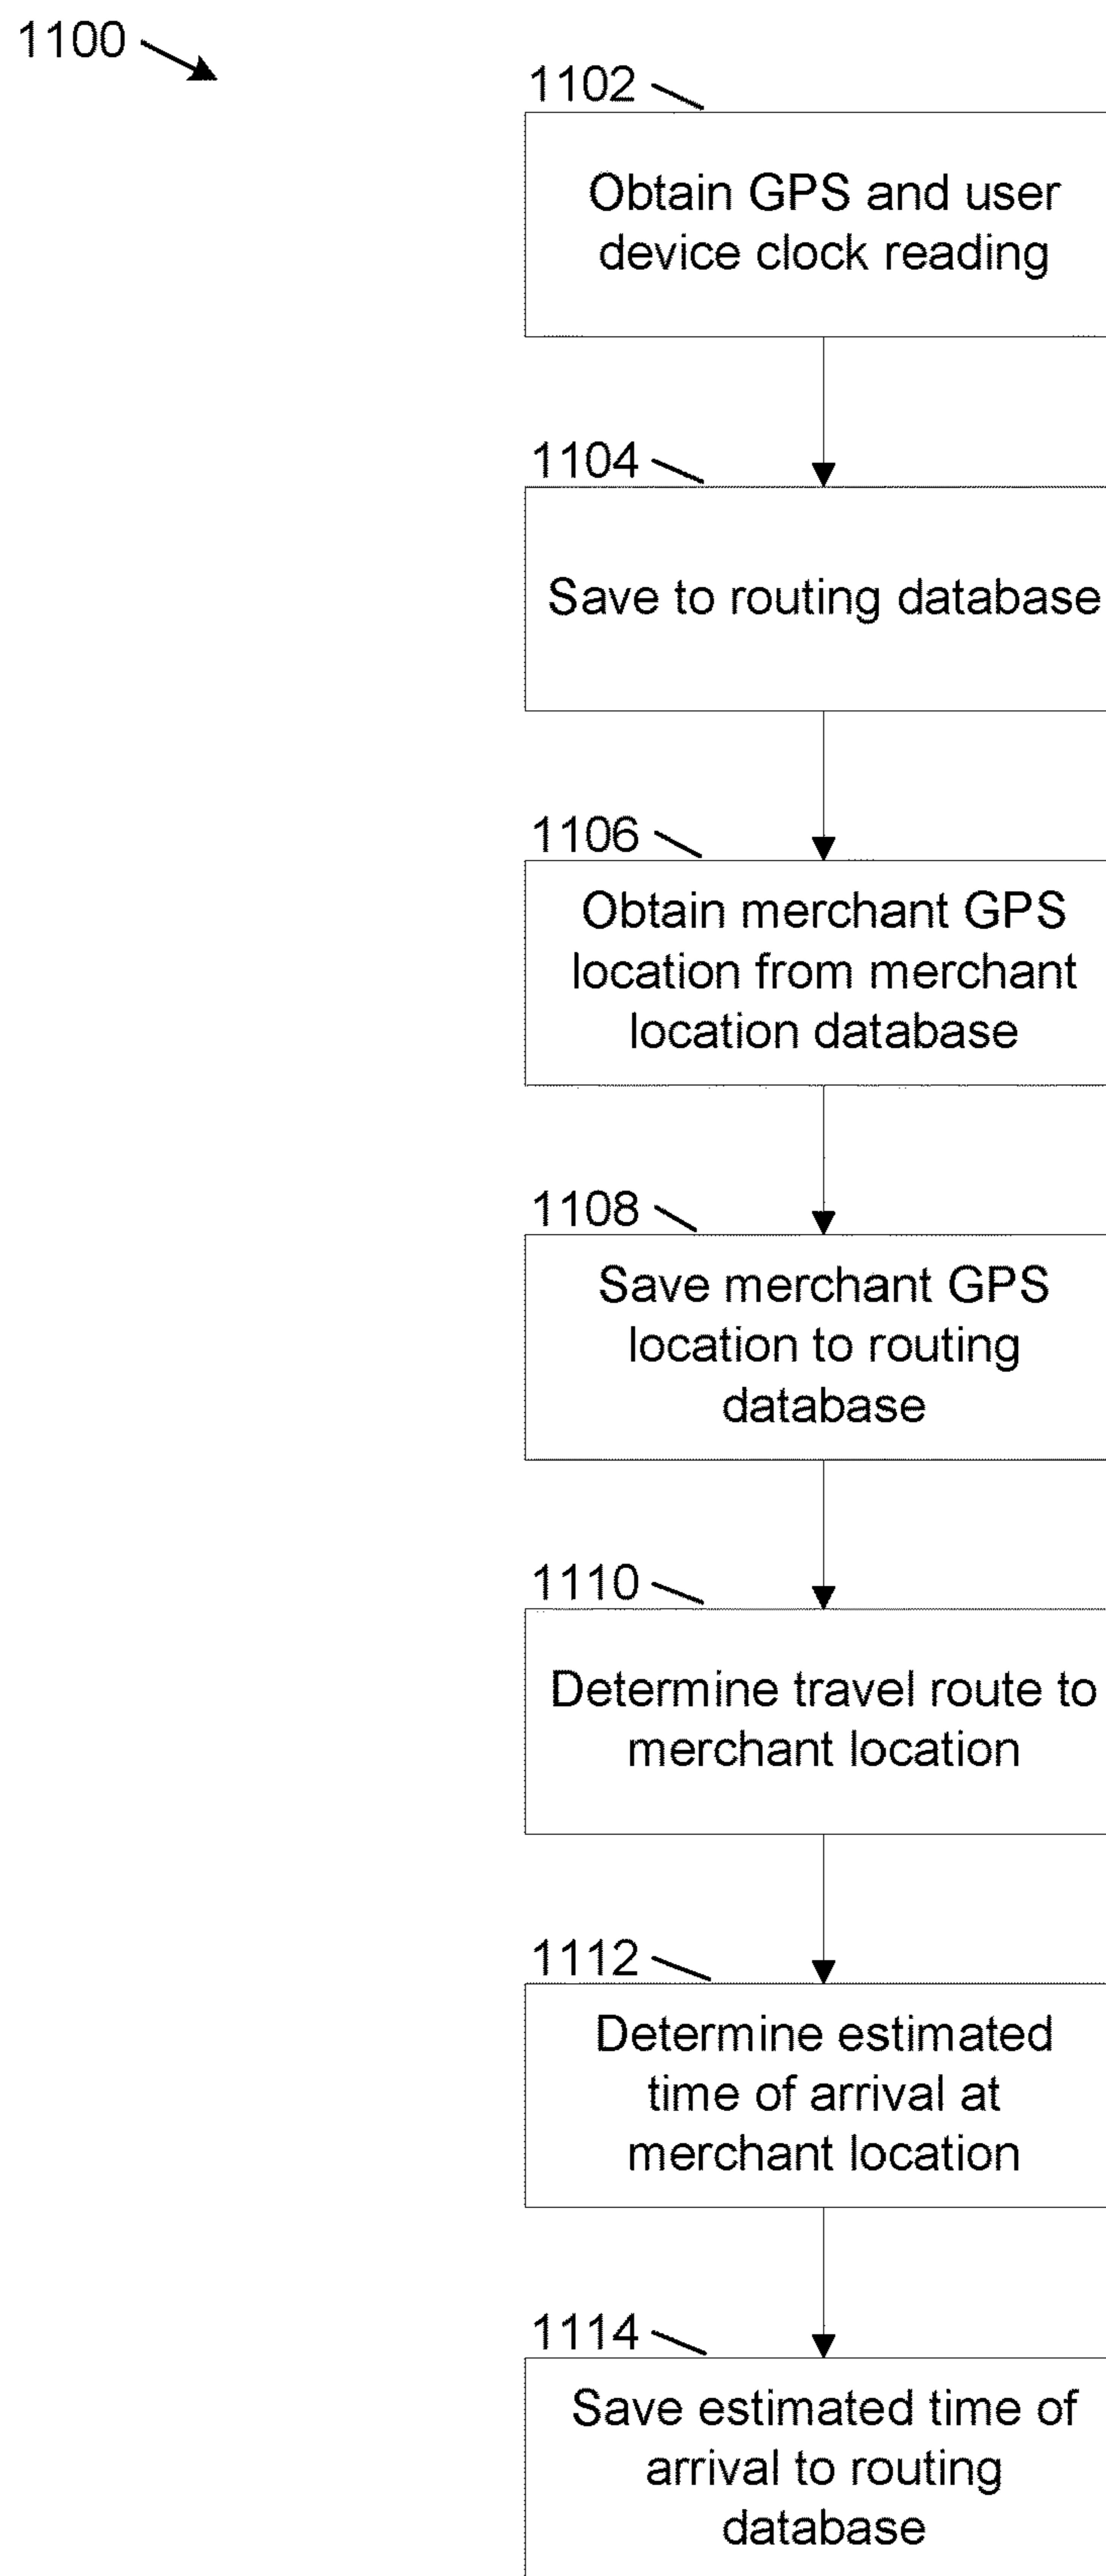 1100
1102
Obtain GPS and user
device clock reading
1104
Save to routing database
1106
Obtain merchant GPS
location from merchant
location database
1108
Save merchant GPS
location to routing
database
1110
Determine travel route to
merchant location
1112
Determine estimated
time of arrival at
merchant location
1114
Save estimated time of
arrival to routing
database